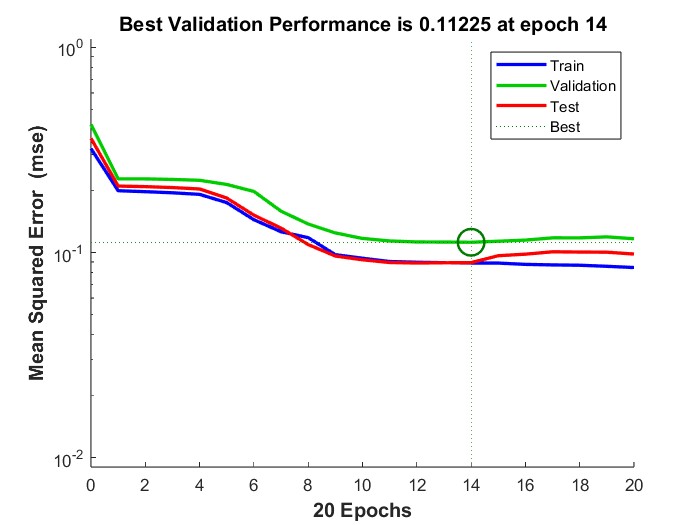 Best Validation Performance is 0.11225 at epoch 14
Train
Validation
Test
Best
Mean Squared Error (mse)
10^0
10^-1
10^-2
0 2 4 6 8 10 12 14 16 18 20
20 Epochs